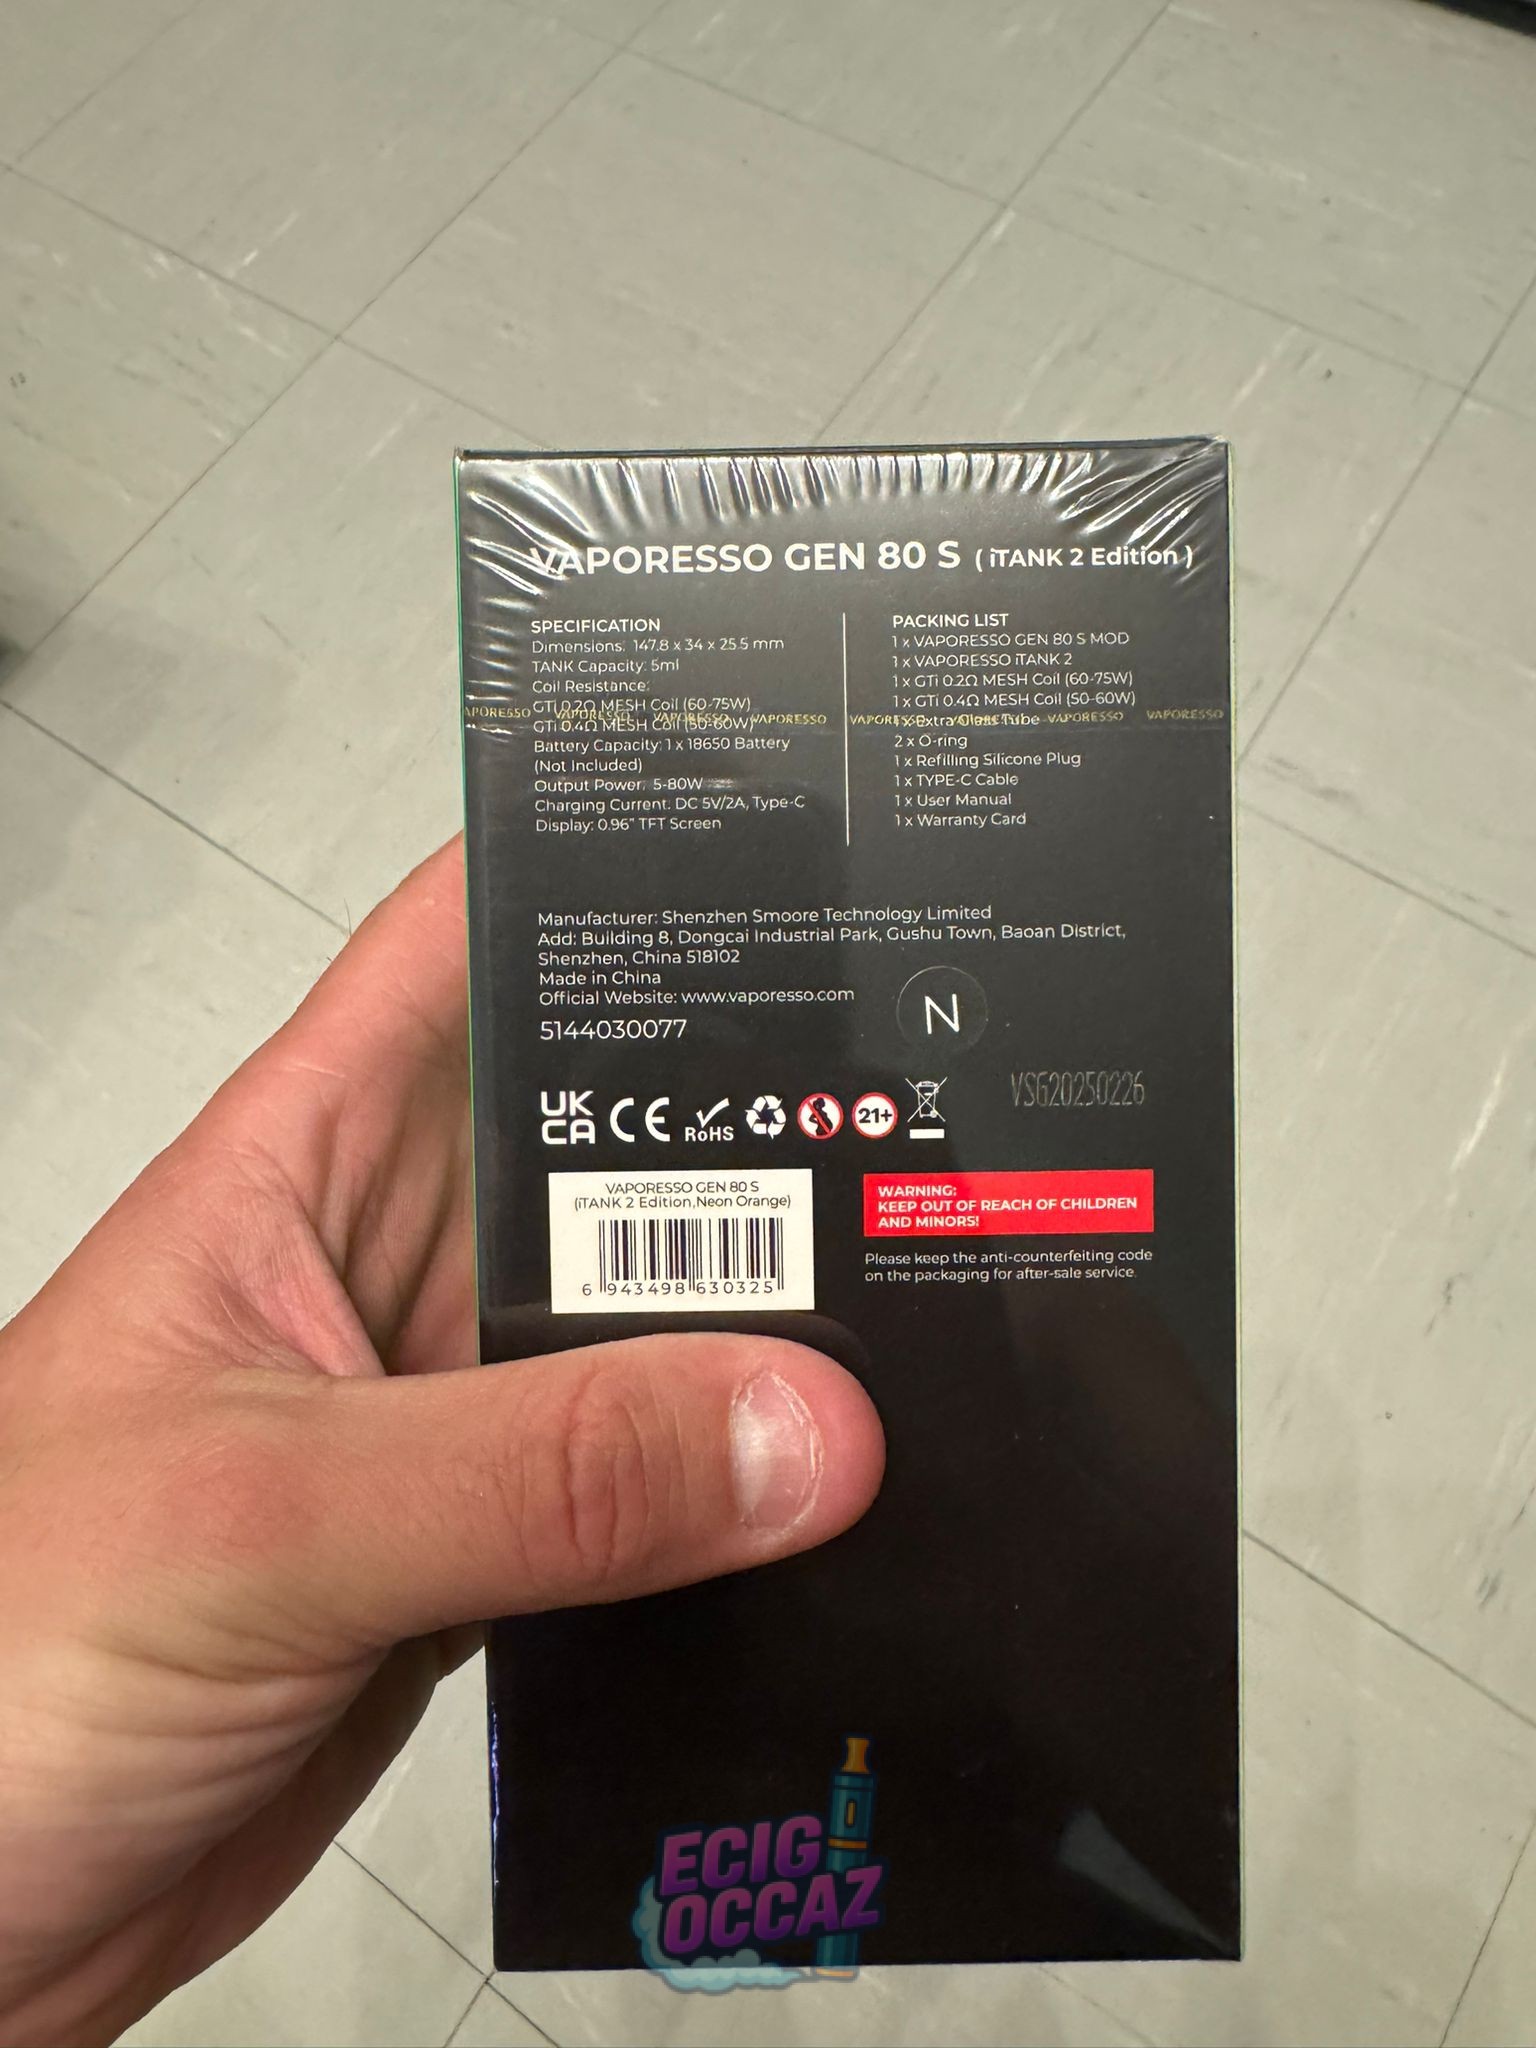 VAPORESSO GEN 80 S ( iTANK 2 Edition )
SPECIFICATION
Dimensions: 147.8 x 34 x 25.5 mm
TANK Capacity: 5ml
Coil Resistance:
GTi 0.2Ω MESH Coil (60-75W)
GTi 0.4Ω MESH Coil (50-60W)
Battery Capacity: 1 x 18650 Battery
(Not Included)
Output Power: 5-80W
Charging Current: DC 5V/2A, Type-C
Display: 0.96" TFT Screen
PACKING LIST
1 x VAPORESSO GEN 80 S MOD
1 x VAPORESSO iTANK 2
1 x GTi 0.2Ω MESH Coil (60-75W)
1 x GTi 0.4Ω MESH Coil (50-60W)
1 x Extra Glass Tube
2 x O-ring
1 x Refilling Silicone Plug
1 x TYPE-C Cable
1 x User Manual
1 x Warranty Card
VAPORESSO VAPORESSO VAPORESSO VAPORESSO VAPORESSO VAPORESSO VAPORESSO VAPORESSO
Manufacturer: Shenzhen Smoore Technology Limited
Add: Building 8, Dongcai Industrial Park, Gushu Town, Baoan District,
Shenzhen, China 518102
Made in China
Official Website: www.vaporesso.com
5144030077
N
VSG20250226
UK
CA
CE
RoHS
21+
VAPORESSO GEN 80 S
(iTANK 2 Edition,Neon Orange)
6 943498 630325
WARNING:
KEEP OUT OF REACH OF CHILDREN
AND MINORS!
Please keep the anti-counterfeiting code
on the packaging for after-sale service.
ECIG
OCCAZ